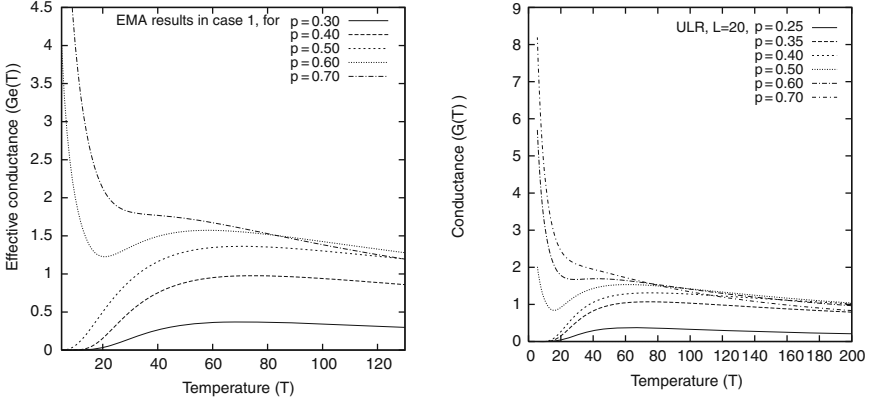 EMA results in case 1, for p = 0.30
p = 0.40
p = 0.50
p = 0.60
p = 0.70
4.5
4
3.5
3
2.5
2
1.5
1
0.5
0
Effective conductance (Ge(T))
20 40 60 80 100 120
Temperature (T)
ULR, L=20, p = 0.25
p = 0.35
p = 0.40
p = 0.50
p = 0.60
p = 0.70
9
8
7
6
5
4
3
2
1
0
Conductance (G(T) )
0 20 40 60 80 100 120 140 160 180 200
Temperature (T)